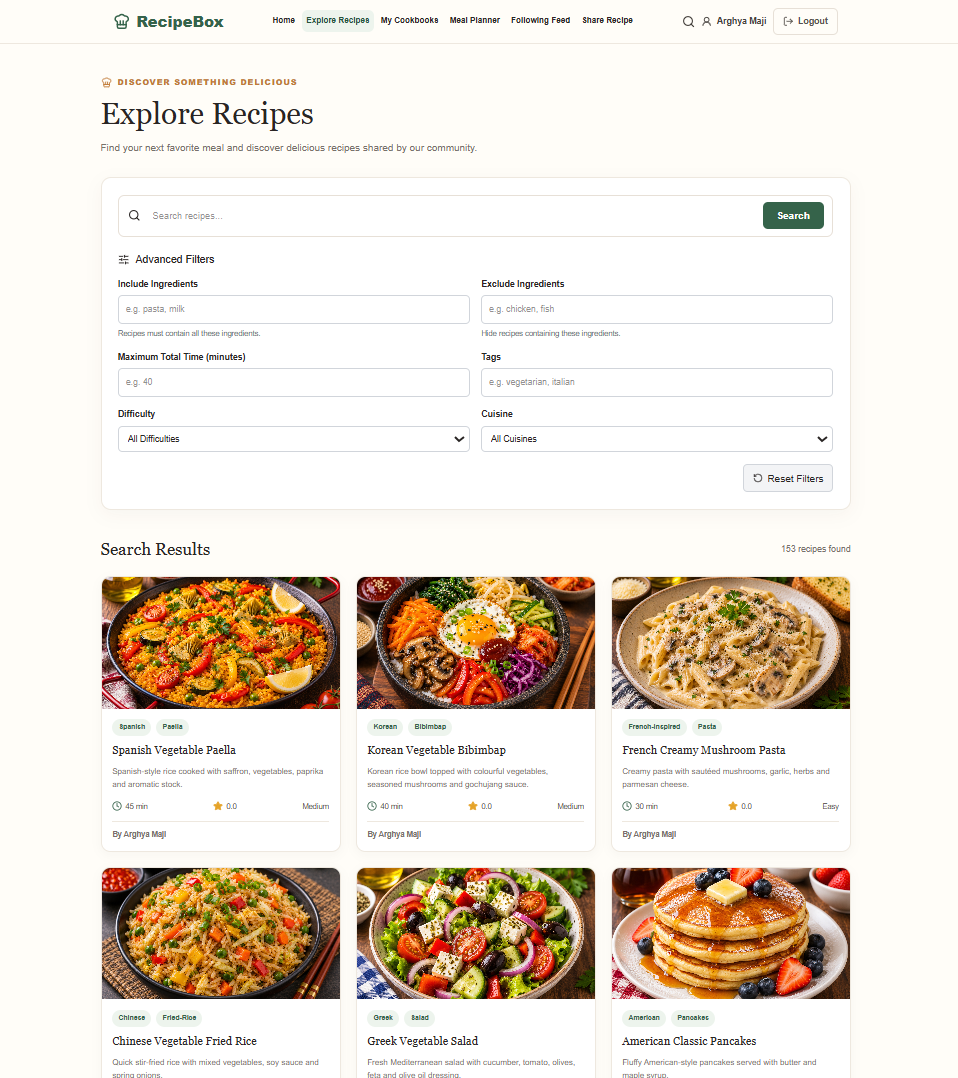 RecipeBox
Home Explore Recipes My Cookbooks Meal Planner Following Feed Share Recipe
Arghya Maji
Logout
DISCOVER SOMETHING DELICIOUS
Explore Recipes
Find your next favorite meal and discover delicious recipes shared by our community.
Search recipes...
Search
Advanced Filters
Include Ingredients
e.g. pasta, milk
Recipes must contain all these ingredients.
Exclude Ingredients
e.g. chicken, fish
Hide recipes containing these ingredients.
Maximum Total Time (minutes)
e.g. 40
Tags
e.g. vegetarian, italian
Difficulty
All Difficulties
Cuisine
All Cuisines
Reset Filters
Search Results
153 recipes found
Spanish Paella
Spanish Vegetable Paella
Spanish-style rice cooked with saffron, vegetables, paprika
and aromatic stock.
45 min 0.0 Medium
By Arghya Maji
Korean Bibimbap
Korean Vegetable Bibimbap
Korean rice bowl topped with colourful vegetables,
seasoned mushrooms and gochujang sauce.
40 min 0.0 Medium
By Arghya Maji
French-Inspired Pasta
French Creamy Mushroom Pasta
Creamy pasta with sautéed mushrooms, garlic, herbs and
parmesan cheese.
30 min 0.0 Easy
By Arghya Maji
Chinese Fried-Rice
Chinese Vegetable Fried Rice
Quick stir-fried rice with mixed vegetables, soy sauce and
spring onions.
Greek Salad
Greek Vegetable Salad
Fresh Mediterranean salad with cucumber, tomato, olives,
feta and olive oil dressing.
American Pancakes
American Classic Pancakes
Fluffy American-style pancakes served with butter and
maple syrup.